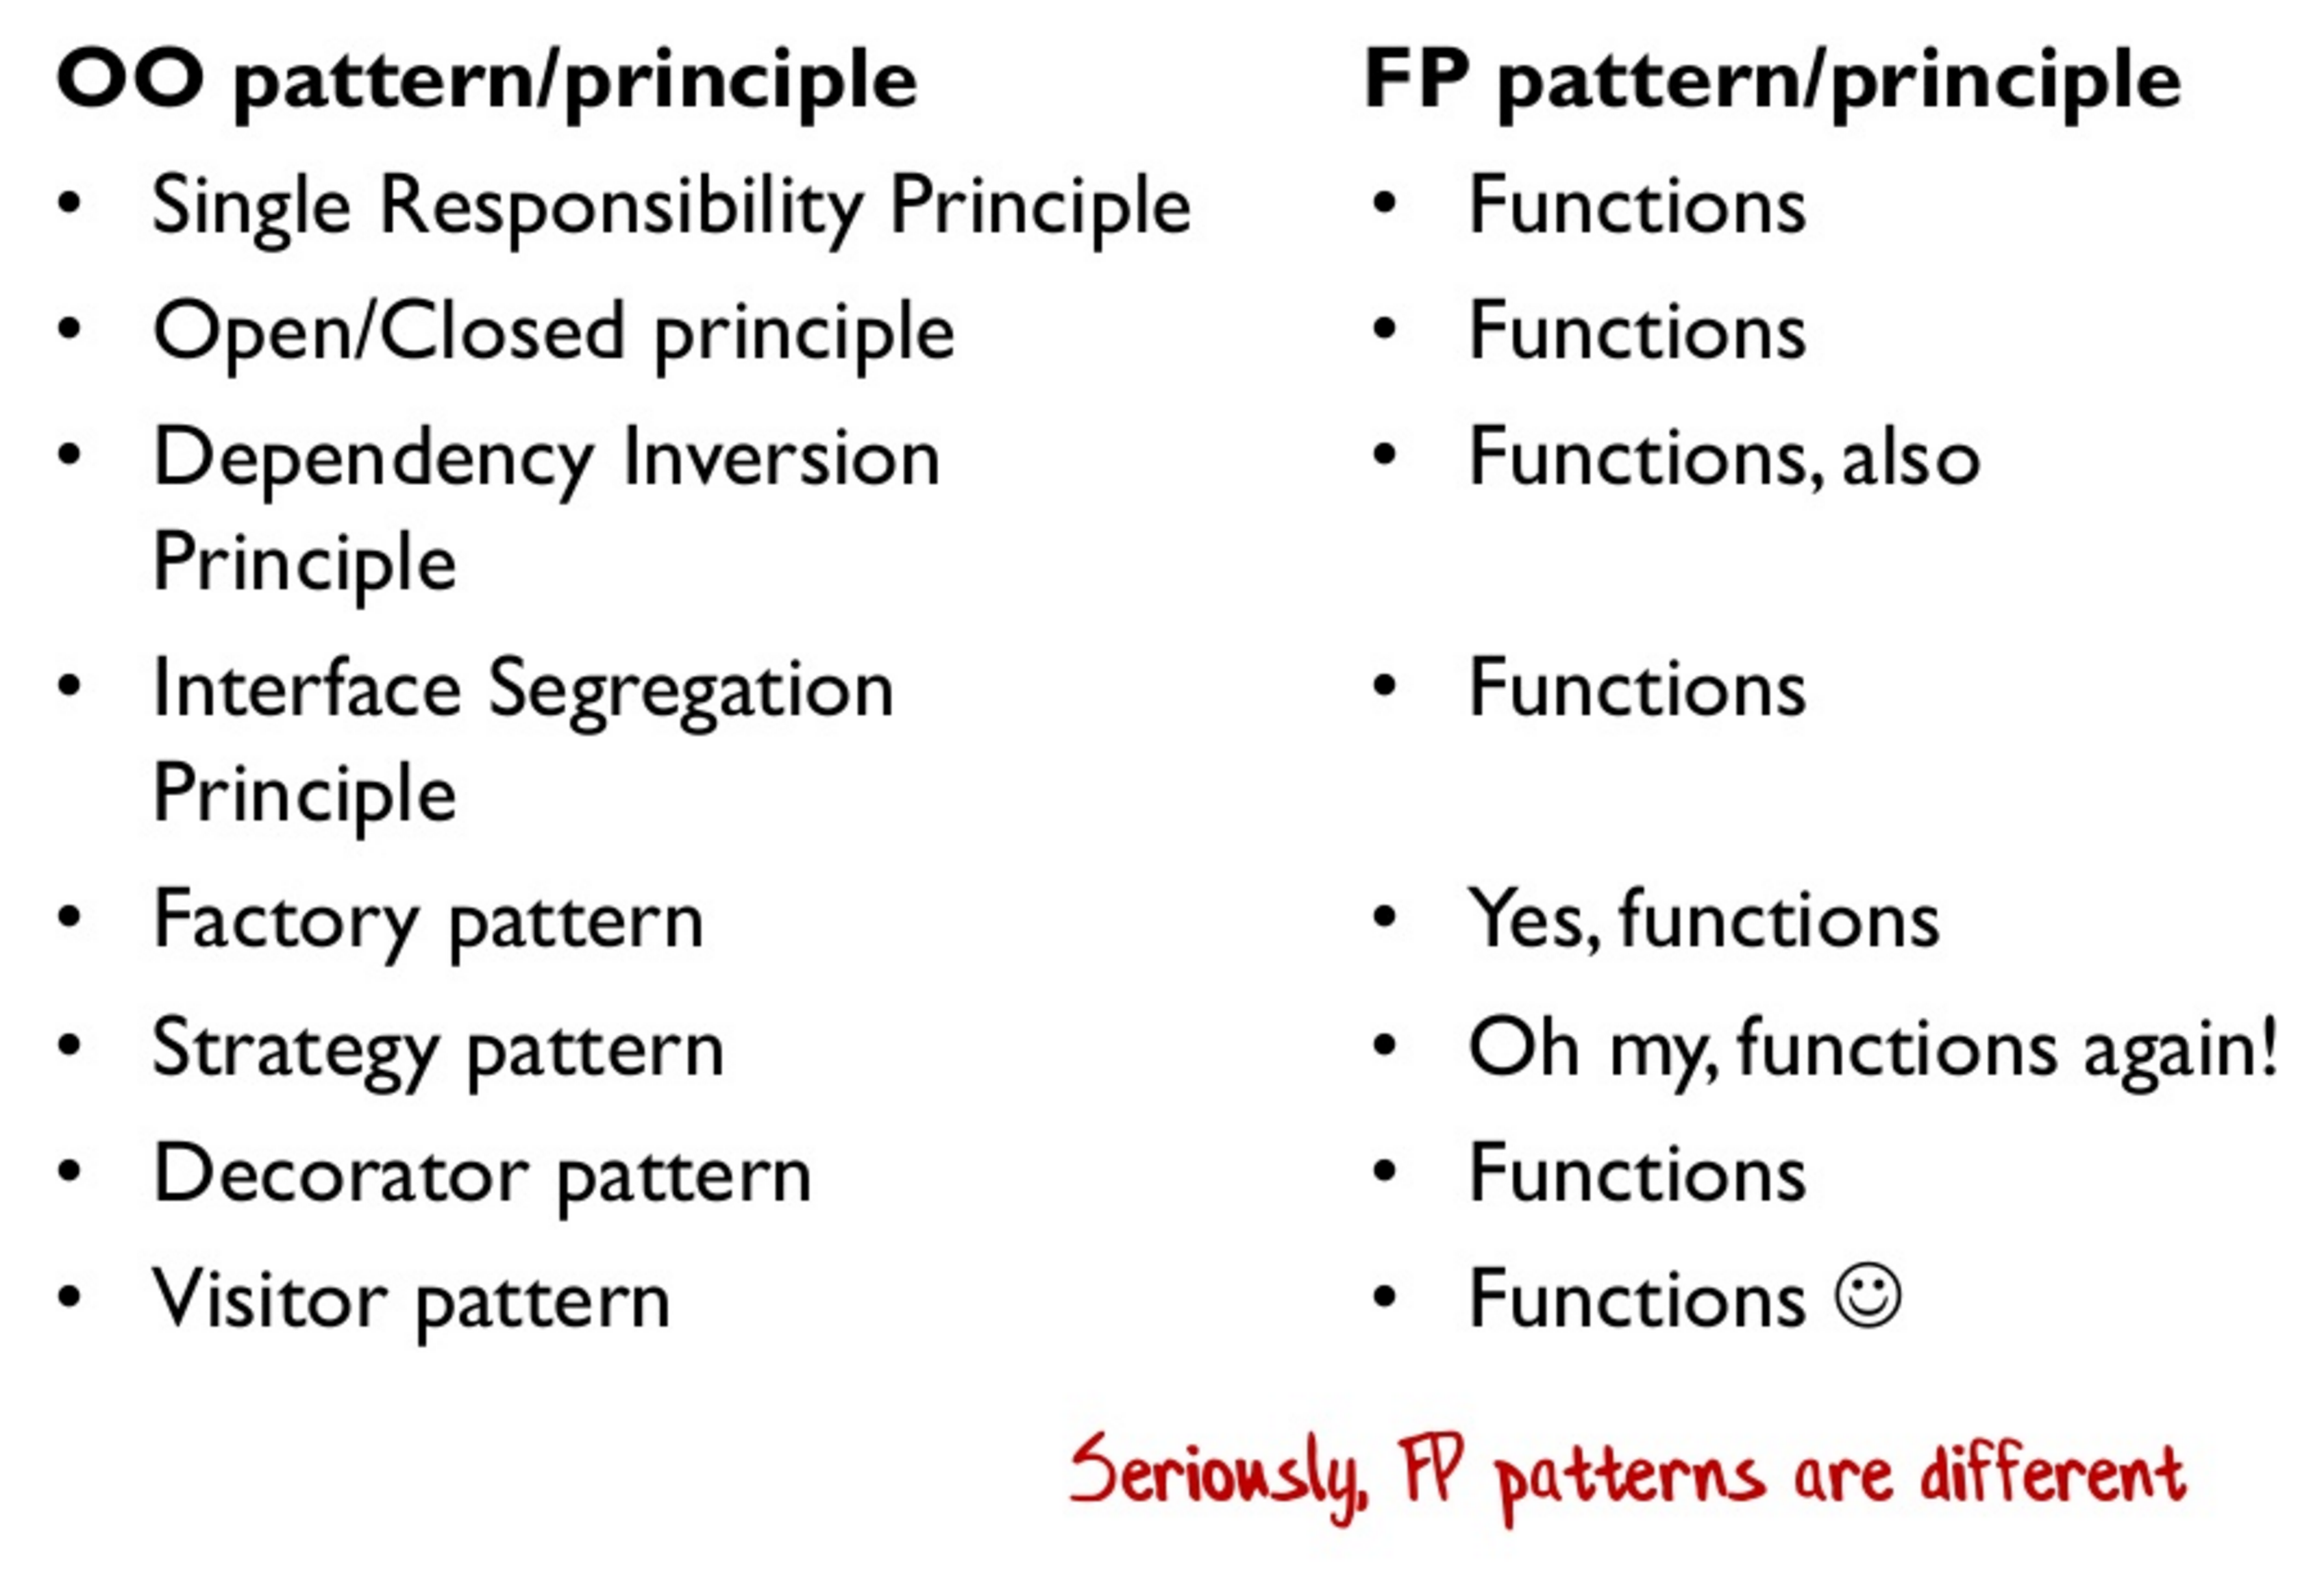 OO pattern/principle
• Single Responsibility Principle
• Open/Closed principle
• Dependency Inversion
Principle
• Interface Segregation
Principle
• Factory pattern
• Strategy pattern
• Decorator pattern
• Visitor pattern
FP pattern/principle
• Functions
• Functions
• Functions, also
• Functions
• Yes, functions
• Oh my, functions again!
• Functions
• Functions ☺
Seriously, FP patterns are different